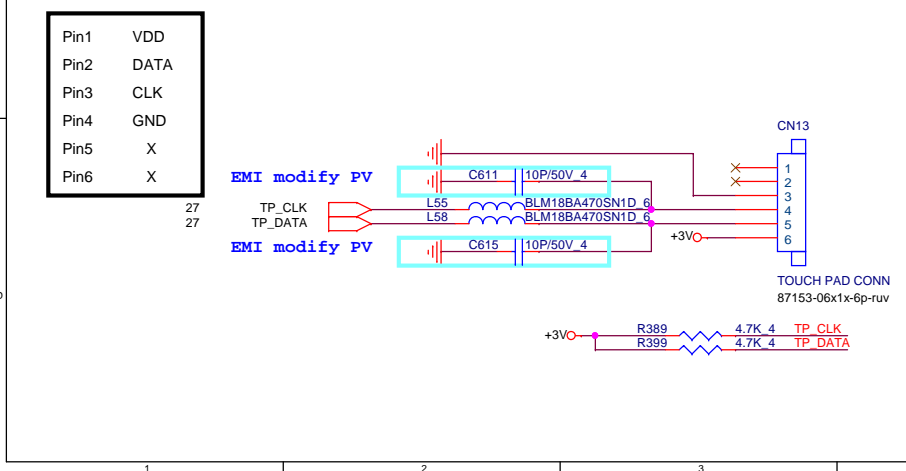 Pin1 VDD
Pin2 DATA
Pin3 CLK
Pin4 GND
Pin5 X
Pin6 X
CN13
EMI modify PV
C611 10P/50V_4
27 TP_CLK L55 BLM18BA470SN1D_6
27 TP_DATA L58 BLM18BA470SN1D_6
EMI modify PV
C615 10P/50V_4
1
2
3
4
5
6
+3V
TOUCH PAD CONN
87153-06x1x-6p-ruv
+3V
R389 4.7K_4 TP_CLK
R399 4.7K_4 TP_DATA
1 2 3